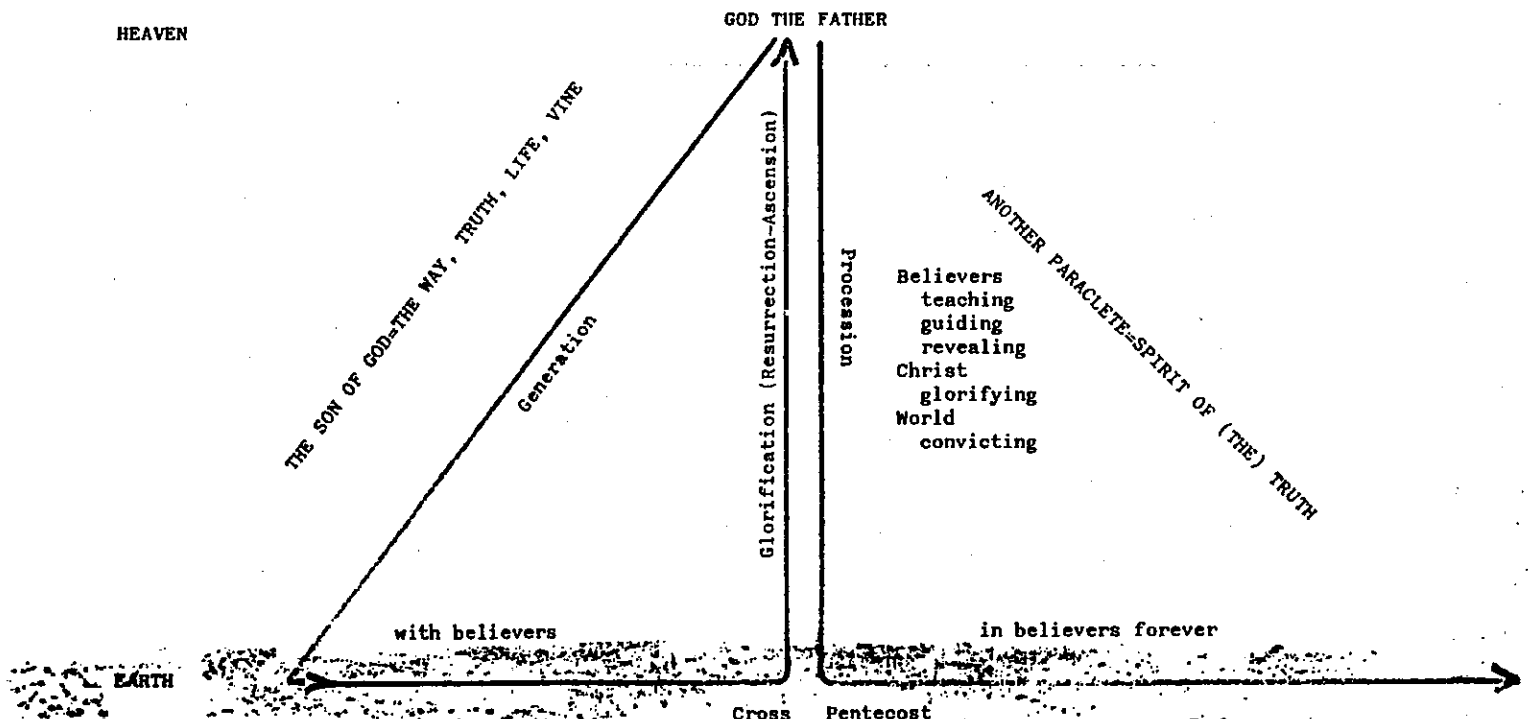 GOD THE FATHER
HEAVEN
THE SON OF GOD=THE WAY, TRUTH, LIFE, VINE
Generation
Glorification (Resurrection-Ascension)
Procession
Believers
teaching
guiding
revealing
Christ
glorifying
World
convicting
ANOTHER PARACLETE=SPIRIT OF (THE) TRUTH
with believers
in believers forever
EARTH
Cross
Pentecost